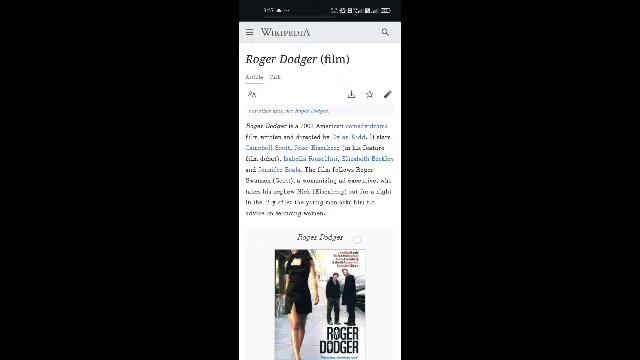 WIKIPEDIA
Roger Dodger (film)
Article Talk
For other uses, see Roger Dodger.
Roger Dodger is a 2002 American comedy-drama
film written and directed by Dylan Kidd. It stars
Campbell Scott, Jesse Eisenberg (in his feature
film debut), Isabella Rossellini, Elizabeth Berkley
and Jennifer Beals. The film follows Roger
Swanson (Scott), a womanizing ad executive, who
takes his nephew Nick (Eisenberg) out for a night
in the city after the young man asks him for
advice on seducing women.
Roger Dodger
ROGER
DODGER